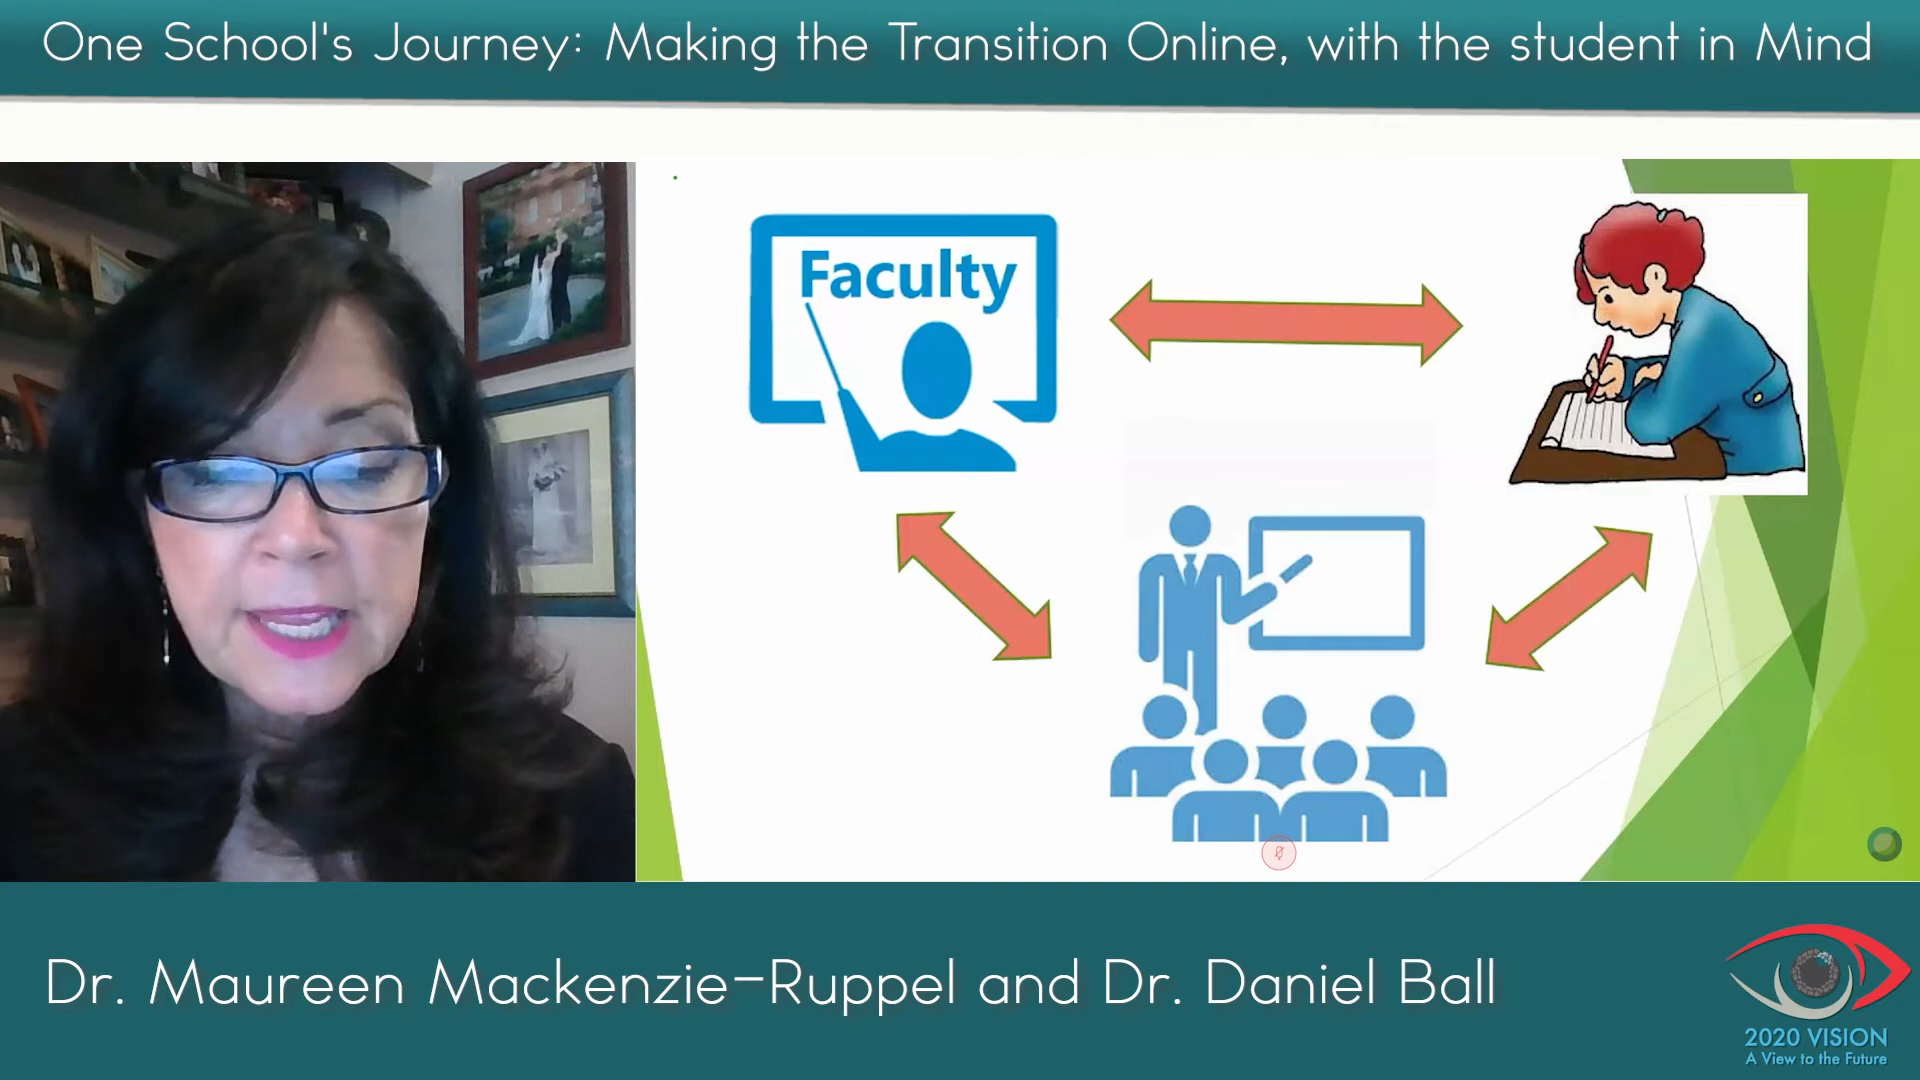 One School's Journey: Making the Transition Online, with the student in Mind
Faculty
Dr. Maureen Mackenzie-Ruppel and Dr. Daniel Ball
2020 VISION
A View to the Future